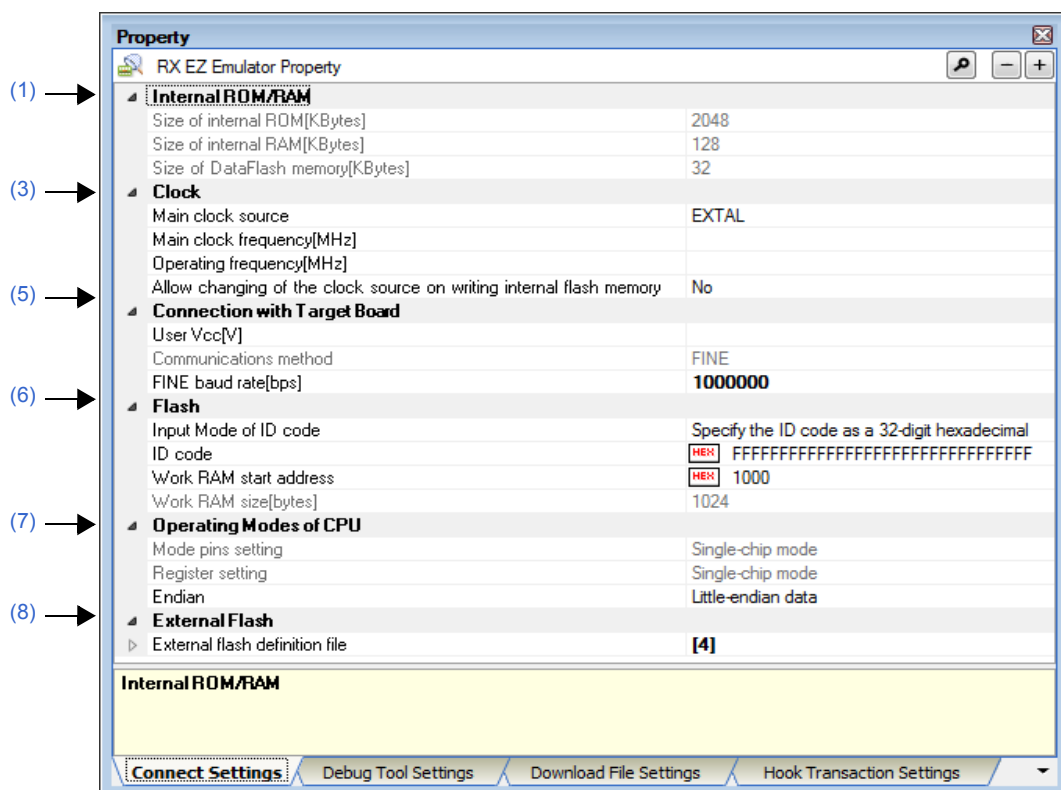 Property
RX EZ Emulator Property
(1) Internal ROM/RAM
Size of internal ROM[KBytes] 2048
Size of internal RAM[KBytes] 128
Size of DataFlash memory[KBytes] 32
(3) Clock
Main clock source EXTAL
Main clock frequency[MHz]
Operating frequency[MHz]
Allow changing of the clock source on writing internal flash memory No
(5) Connection with Target Board
User Vcc[V]
Communications method FINE
FINE baud rate[bps] 1000000
(6) Flash
Input Mode of ID code Specify the ID code as a 32-digit hexadecimal
ID code HEX FFFFFFFFFFFFFFFFFFFFFFFFFFFFFFFF
Work RAM start address HEX 1000
Work RAM size[bytes] 1024
(7) Operating Modes of CPU
Mode pins setting Single-chip mode
Register setting Single-chip mode
Endian Little-endian data
(8) External Flash
External flash definition file [4]
Internal ROM/RAM
Connect Settings Debug Tool Settings Download File Settings Hook Transaction Settings